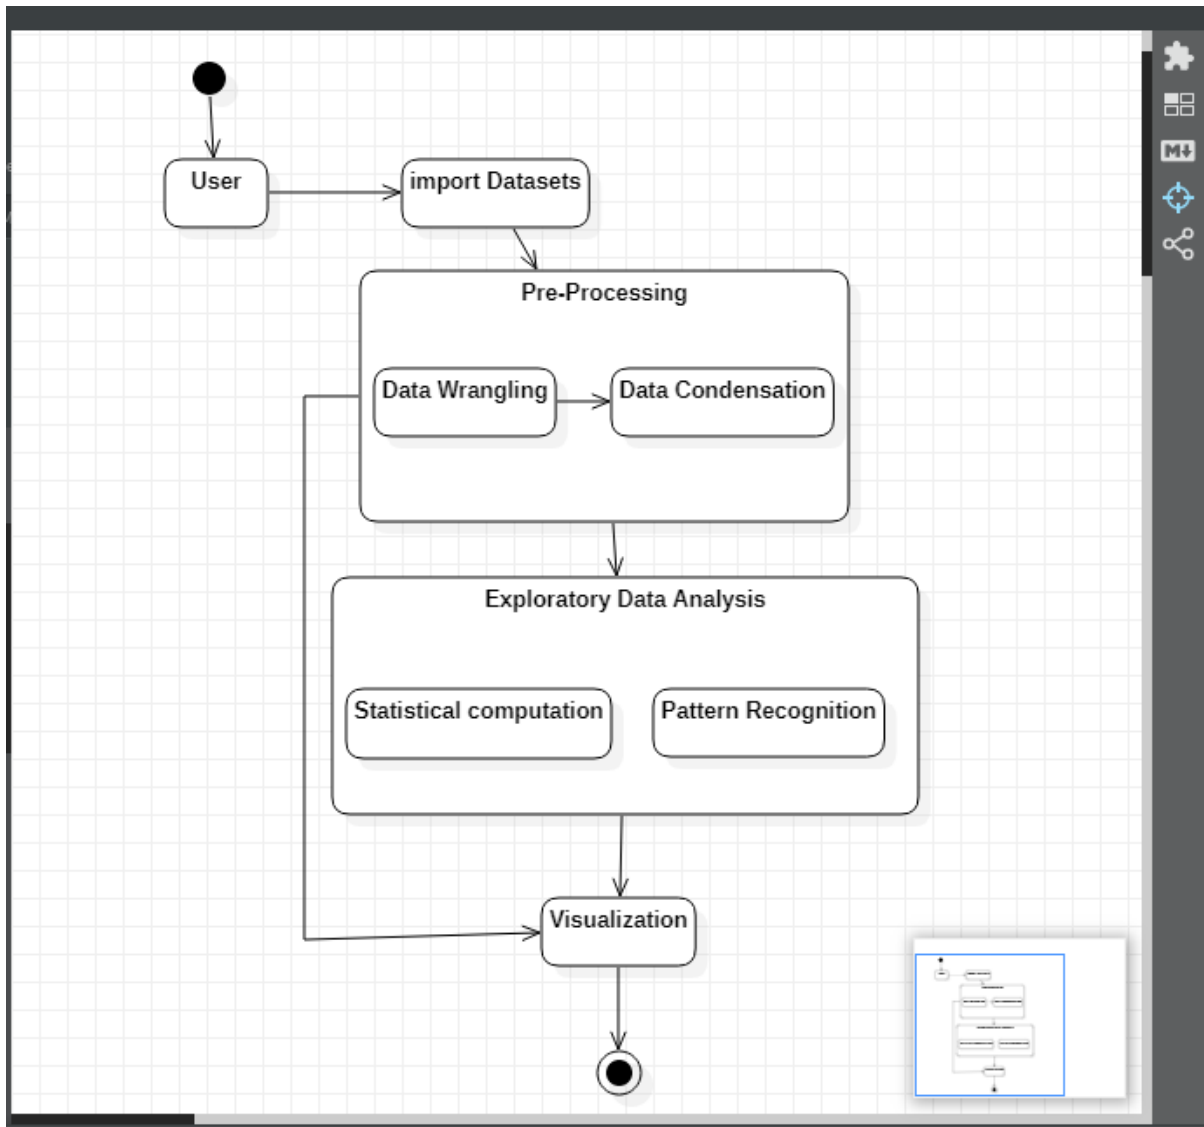 User
import Datasets
Pre-Processing
Data Wrangling
Data Condensation
Exploratory Data Analysis
Statistical computation
Pattern Recognition
Visualization
M